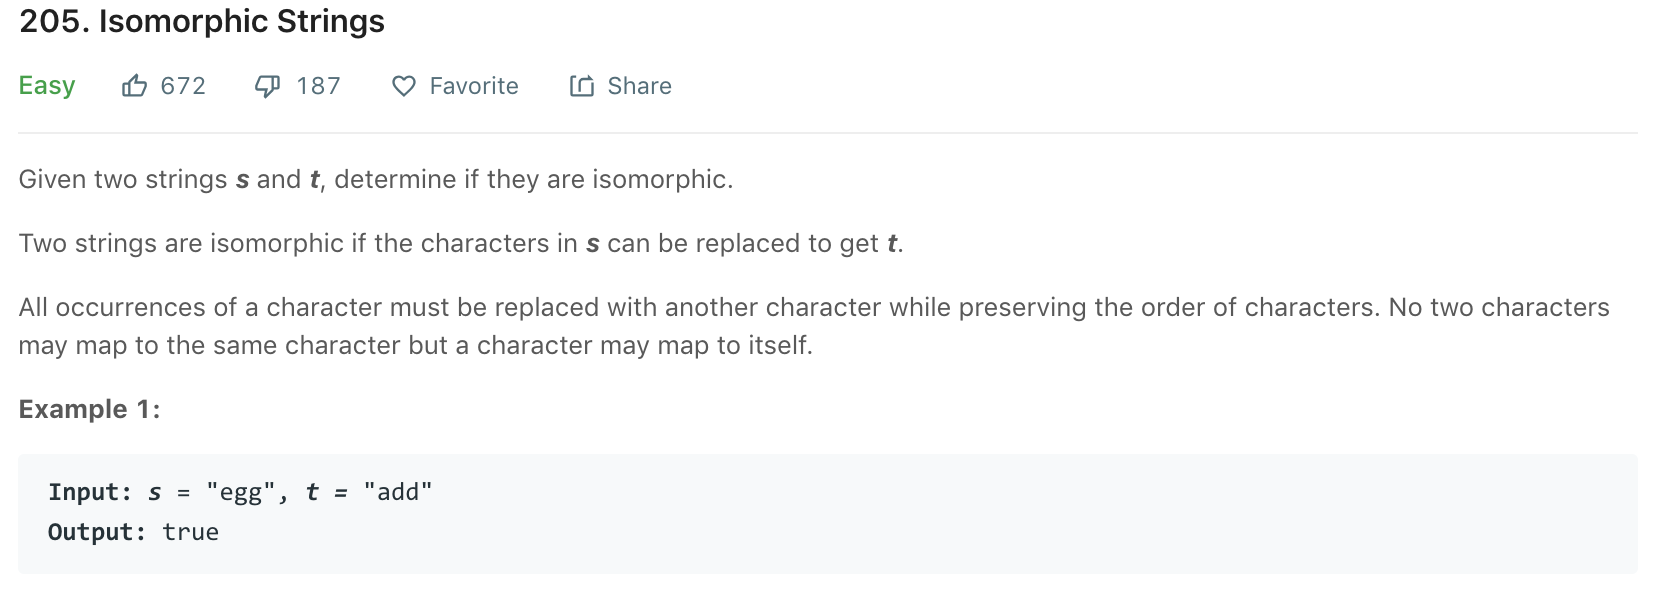 205. Isomorphic Strings
Easy 672 187 Favorite Share
Given two strings s and t, determine if they are isomorphic.
Two strings are isomorphic if the characters in s can be replaced to get t.
All occurrences of a character must be replaced with another character while preserving the order of characters. No two characters
may map to the same character but a character may map to itself.
Example 1:
Input: s = "egg", t = "add"
Output: true